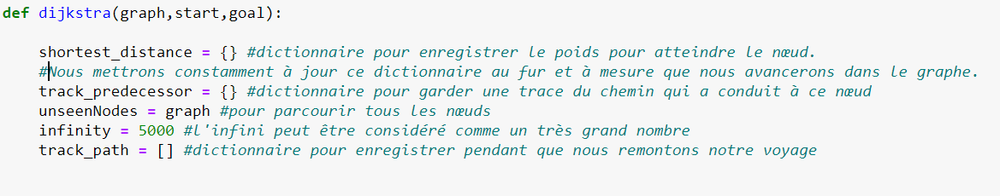 def dijkstra(graph,start,goal):
shortest_distance = {} #dictionnaire pour enregistrer le poids pour atteindre le nœud.
#Nous mettrons constamment à jour ce dictionnaire au fur et à mesure que nous avancerons dans le graphe.
track_predecessor = {} #dictionnaire pour garder une trace du chemin qui a conduit à ce nœud
unseenNodes = graph #pour parcourir tous les nœuds
infinity = 5000 #l'infini peut être considéré comme un très grand nombre
track_path = [] #dictionnaire pour enregistrer pendant que nous remontons notre voyage